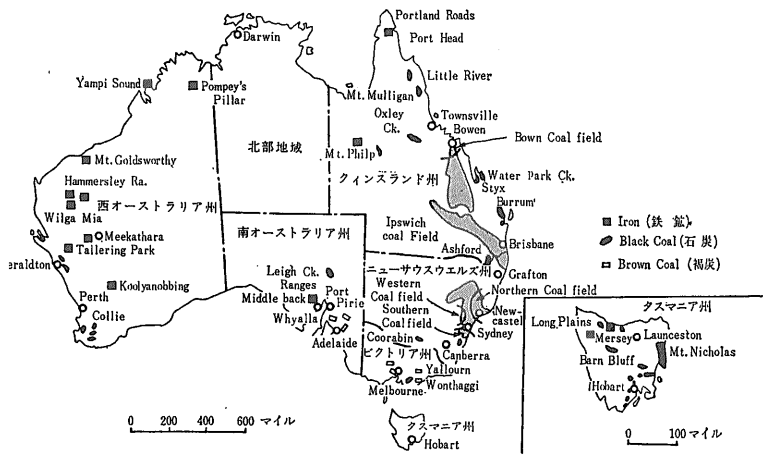 Portland Roads
Port Head
Darwin
Yampi Sound
Pompey's
Pillar
Little River
Mt. Mulligan
Oxley
Ck.
Townsville
Bowen
Bown Coal field
北部地域
Mt. Philp
クィンズランド州
Mt. Goldsworthy
Hammersley Ra.
西オーストラリア州
Wilga Mia
Meekathara
Tallering Park
eraldton
Koolyanobbing
Perth
Collie
Water Park Ck.
Styx
Burrum
Ipswich
coal Field
Brisbane
Ashford
南オーストラリア州
ニューサウスウエルズ州
Grafton
Leigh Ck.
Ranges
Middle back
Port
Pirie
Whyalla
Adelaide
Western
Coal field
Northern Coal field
Southern
Coal field
New-
castel
Sydney
Coorabin
Canberra
ビクトリア州
Yallourn
Wonthaggi
Melbourne
タスマニア州
Hobart
Iron (鉄 鉱)
Black Coal (石 炭)
Brown Coal (褐炭)
タスマニア州
Long Plains
Mersey
Launceston
Mt. Nicholas
Barn Bluff
Hobart
0 200 400 600 マイル
0 100 マイル